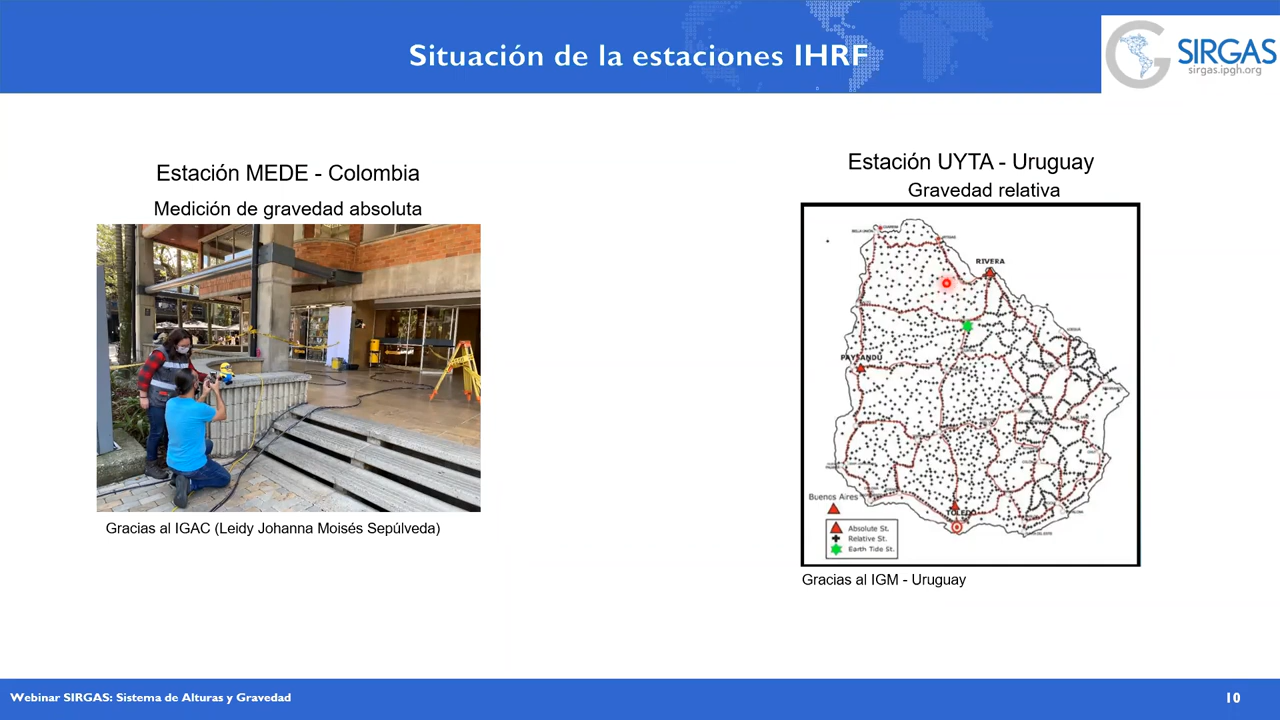 Situación de la estaciones IHRF
SIRGAS
sirgas.ipgh.org
Estación MEDE - Colombia
Medición de gravedad absoluta
Gracias al IGAC (Leidy Johanna Moisés Sepúlveda)
Estación UYTA - Uruguay
Gravedad relativa
RIVERA
PAYSANDU
Buenos Aires
TOLEDO
Absolute St.
Relative St.
Earth Tide St.
Gracias al IGM - Uruguay
Webinar SIRGAS: Sistema de Alturas y Gravedad
10